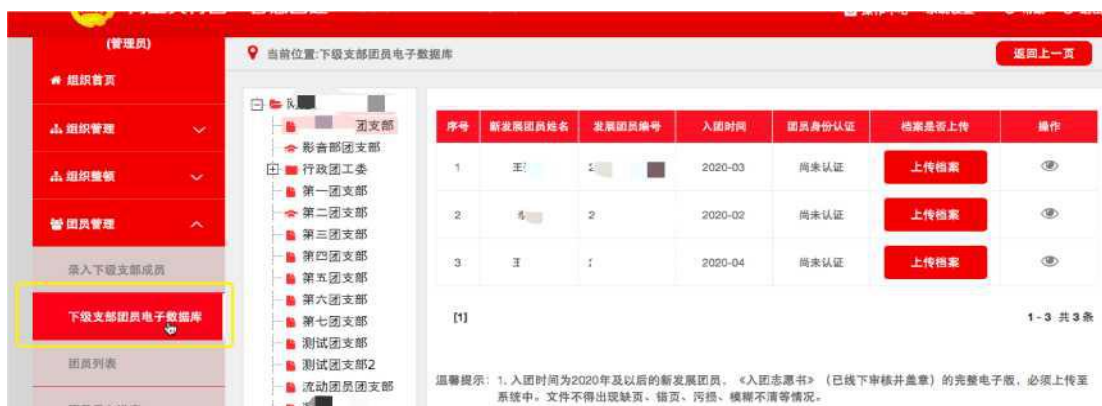 (管理员)
当前位置:下级支部团员电子数据库
返回上一页
组织首页
组织管理
组织整顿
团员管理
录入下级支部成员
下级支部团员电子数据库
团员列表
团支部
影音部团支部
行政团工委
第一团支部
第二团支部
第三团支部
第四团支部
第五团支部
第六团支部
第七团支部
测试团支部
测试团支部2
流动团员团支部
序号 新发展团员姓名 发展团员编号 入团时间 团员身份认证 档案是否上传 操作
1 2020-03 尚未认证 上传档案
2 2 2020-02 尚未认证 上传档案
3 2020-04 尚未认证 上传档案
[1]
1-3 共3条
温馨提示: 1. 入团时间为2020年及以后的新发展团员, 《入团志愿书》 (已线下审核并盖章) 的完整电子版, 必须上传至
系统中。文件不得出现缺页、错页、污损、模糊不清等情况。